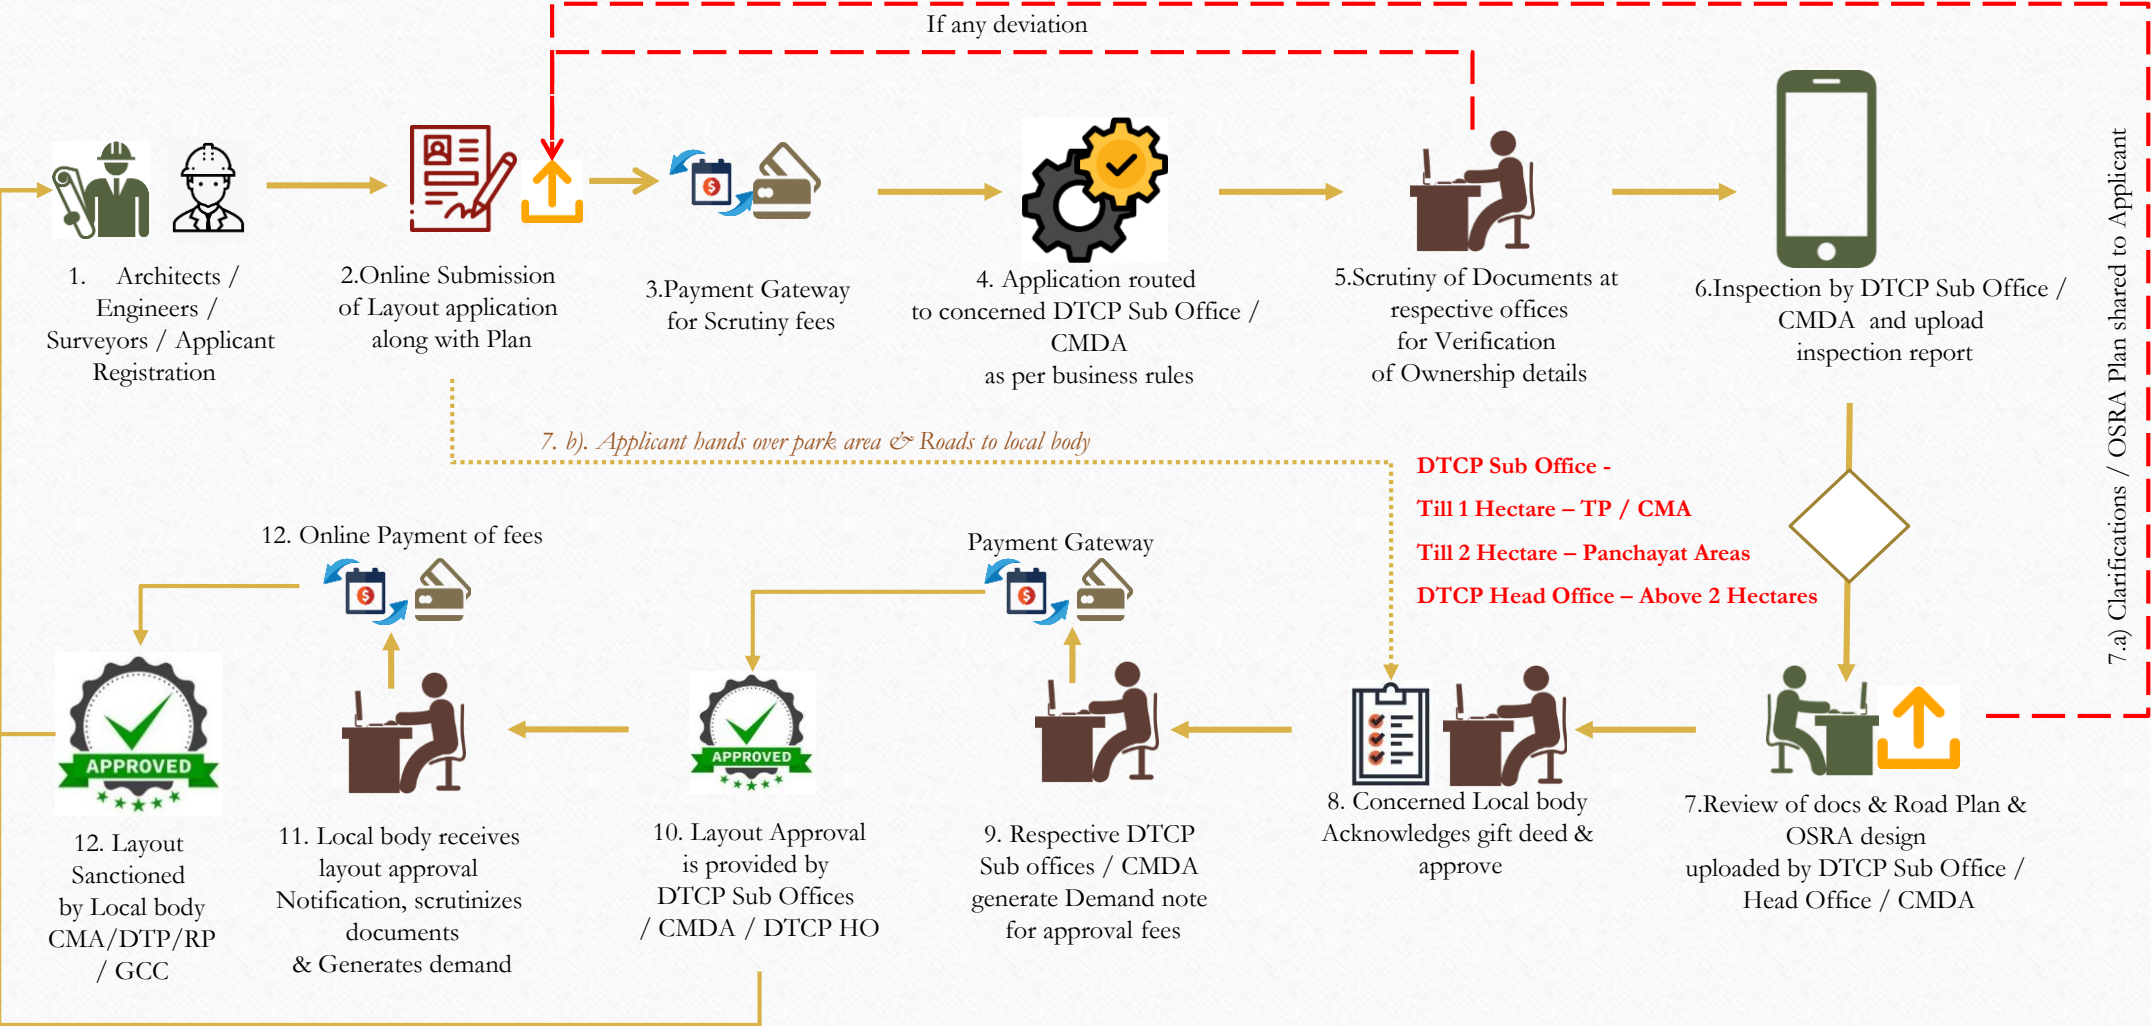 If any deviation
1. Architects /
Engineers /
Surveyors / Applicant
Registration
2.Online Submission
of Layout application
along with Plan
3.Payment Gateway
for Scrutiny fees
4. Application routed
to concerned DTCP Sub Office /
CMDA
as per business rules
5.Scrutiny of Documents at
respective offices
for Verification
of Ownership details
6.Inspection by DTCP Sub Office /
CMDA and upload
inspection report
7.a) Clarifications / OSRA Plan shared to Applicant
7. b). Applicant hands over park area & Roads to local body
DTCP Sub Office -
Till 1 Hectare – TP / CMA
Till 2 Hectare – Panchayat Areas
DTCP Head Office – Above 2 Hectares
12. Online Payment of fees
Payment Gateway
APPROVED
APPROVED
12. Layout
Sanctioned
by Local body
CMA/DTP/RP
/ GCC
11. Local body receives
layout approval
Notification, scrutinizes
documents
& Generates demand
10. Layout Approval
is provided by
DTCP Sub Offices
/ CMDA / DTCP HO
9. Respective DTCP
Sub offices / CMDA
generate Demand note
for approval fees
8. Concerned Local body
Acknowledges gift deed &
approve
7.Review of docs & Road Plan &
OSRA design
uploaded by DTCP Sub Office /
Head Office / CMDA